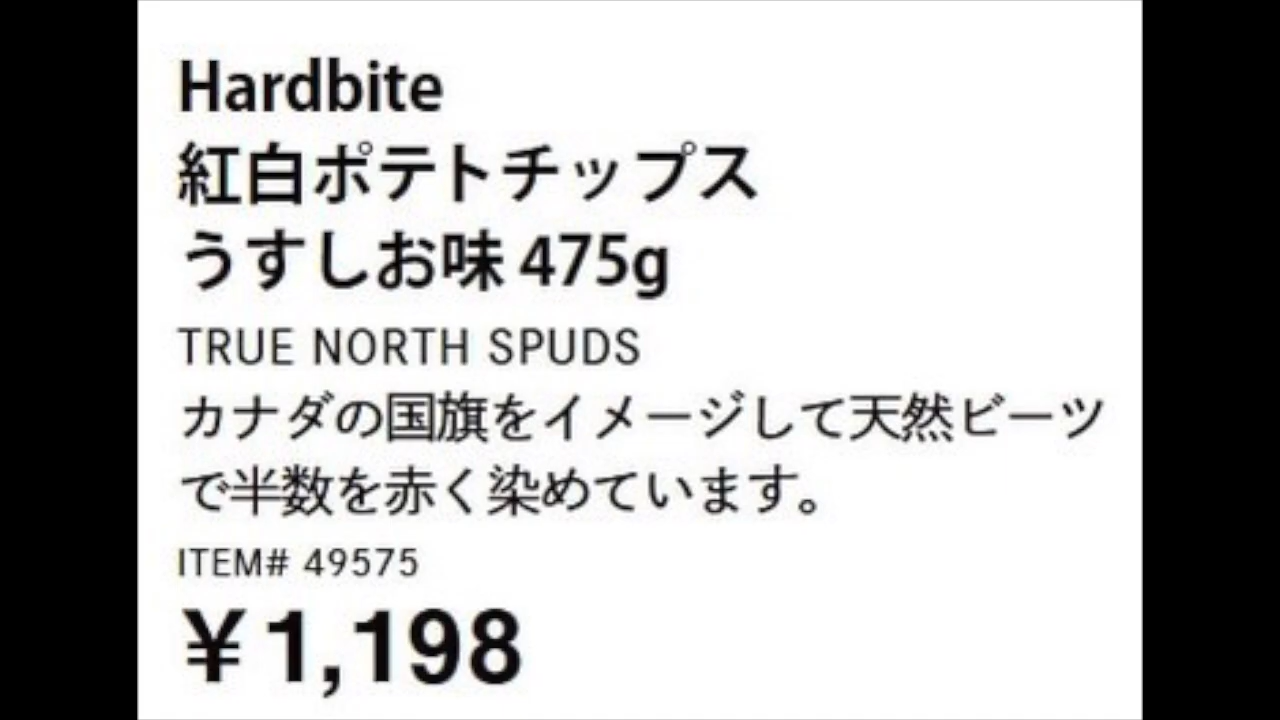 Hardbite
紅白ポテトチップス
うすしお味 475g
TRUE NORTH SPUDS
カナダの国旗をイメージして天然ビーツ
で半数を赤く染めています。
ITEM# 49575
¥1,198